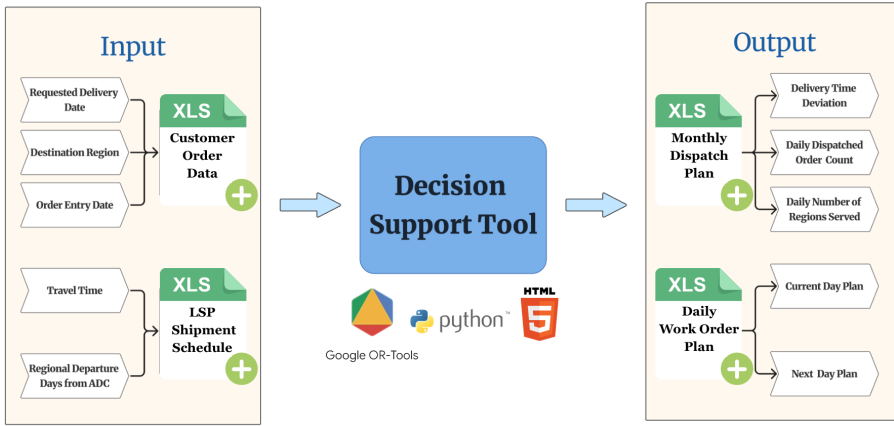 Input
Requested Delivery
Date
Destination Region
Order Entry Date
XLS
Customer
Order
Data
Travel Time
Regional Departure
Days from ADC
XLS
LSP
Shipment
Schedule
Decision
Support Tool
Google OR-Tools
python™
HTML
5
Output
XLS
Monthly
Dispatch
Plan
Delivery Time
Deviation
Daily Dispatched
Order Count
Daily Number of
Regions Served
XLS
Daily
Work Order
Plan
Current Day Plan
Next Day Plan